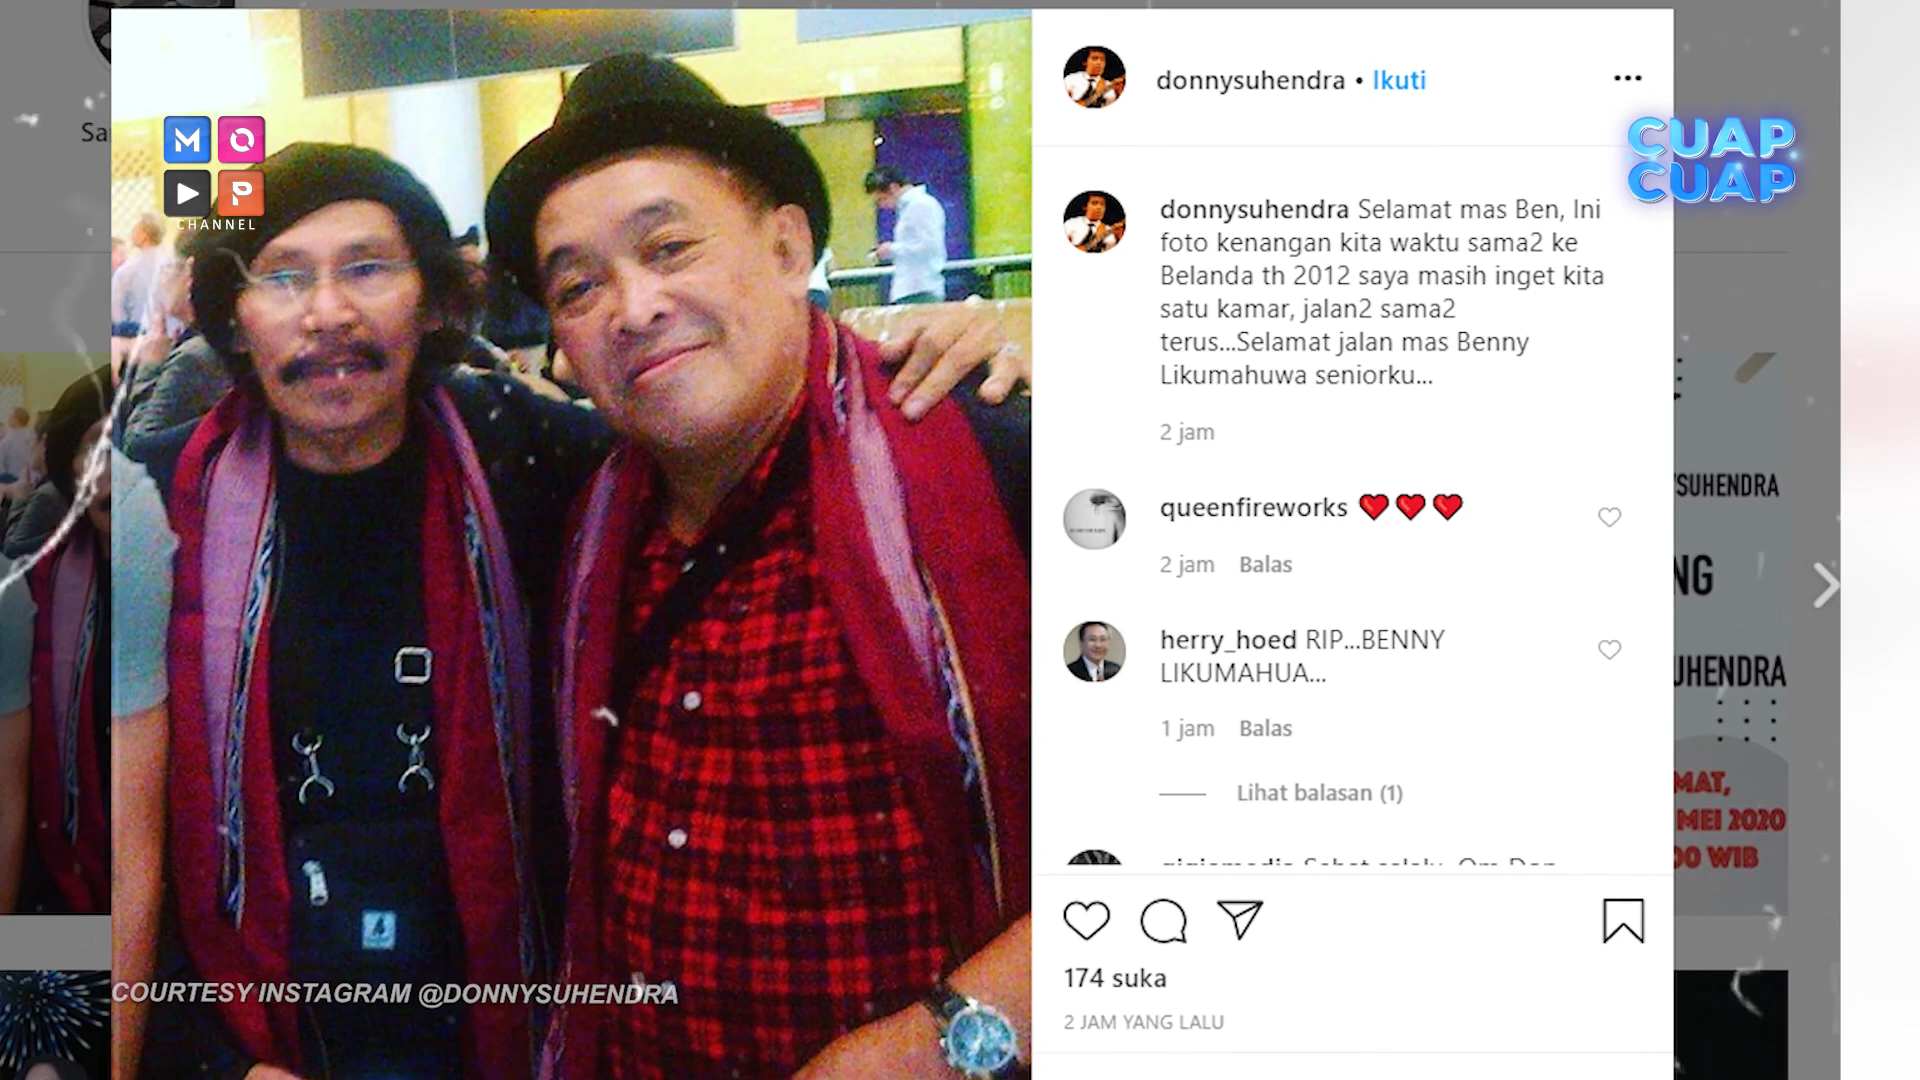 Sa
M
P
CHANNEL
COURTESY INSTAGRAM @DONNYSUHENDRA
donnysuhendra • Ikuti
CUAP
CUAP
donnysuhendra Selamat mas Ben, Ini
foto kenangan kita waktu sama2 ke
Belanda th 2012 saya masih inget kita
satu kamar, jalan2 sama2
terus...Selamat jalan mas Benny
Likumahuwa seniorku...
2 jam
queenfireworks
2 jam Balas
herry_hoed RIP...BENNY
LIKUMAHUA...
1 jam Balas
Lihat balasan (1)
174 suka
2 JAM YANG LALU
SUHENDRA
NG
UHENDRA
MAT,
MEI 2020
00 WIB